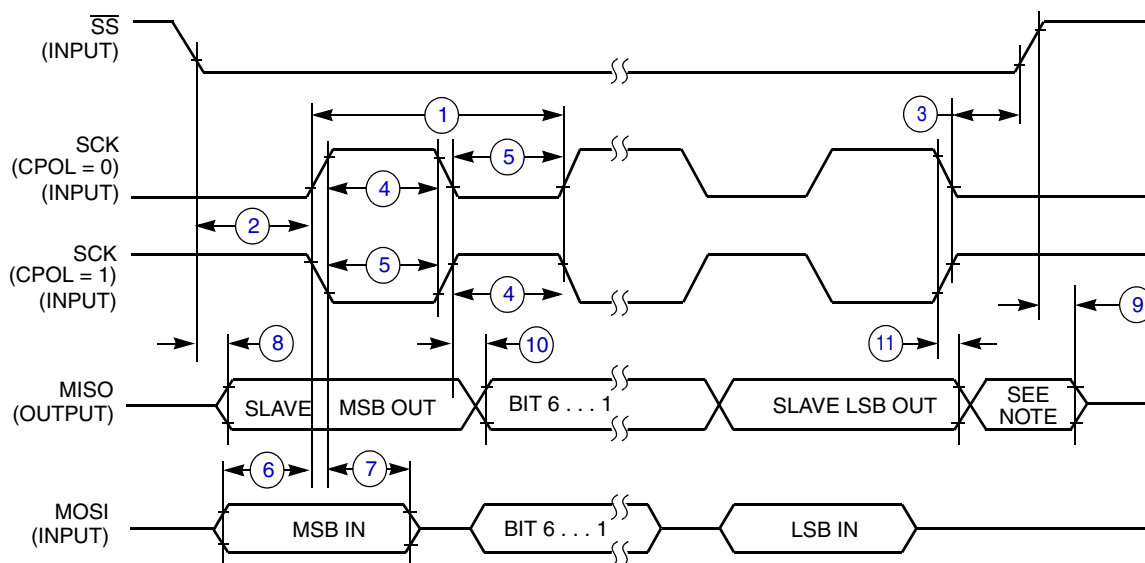 SS
(INPUT)
1
3
SCK
(CPOL = 0)
(INPUT)
5
4
2
SCK
(CPOL = 1)
(INPUT)
5
4
9
8
10
11
MISO
(OUTPUT)
SLAVE
MSB OUT
BIT 6 . . . 1
SLAVE LSB OUT
SEE
NOTE
6
7
MOSI
(INPUT)
MSB IN
BIT 6 . . . 1
LSB IN